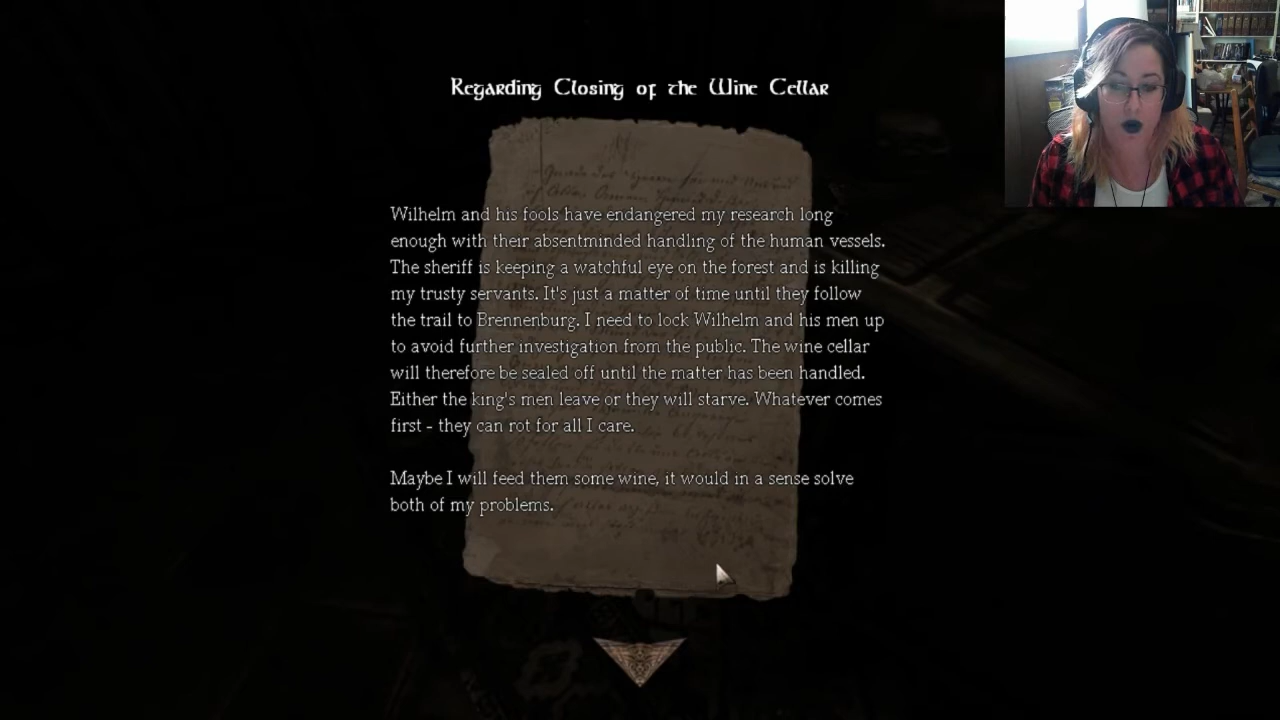 Regarding Closing of the Wine Cellar
Wilhelm and his fools have endangered my research long
enough with their absentminded handling of the human vessels.
The sheriff is keeping a watchful eye on the forest and is killing
my trusty servants. It's just a matter of time until they follow
the trail to Brennenburg. I need to lock Wilhelm and his men up
to avoid further investigation from the public. The wine cellar
will therefore be sealed off until the matter has been handled.
Either the king's men leave or they will starve. Whatever comes
first - they can rot for all I care.
Maybe I will feed them some wine, it would in a sense solve
both of my problems.